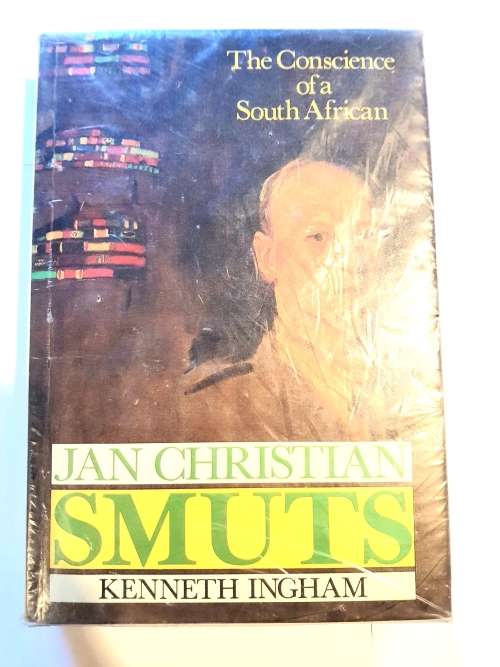 The Conscience
of a
South African
JAN CHRISTIAN
SMUTS
KENNETH INGHAM